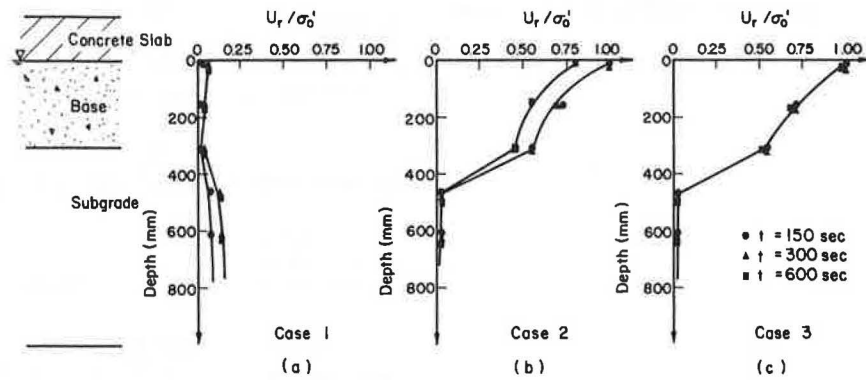 Concrete Slab
Base
Subgrade
Ur/σo'
0 0.25 0.50 0.75 1.00
0
200
400
600
800
Depth (mm)
Case 1
(a)
Ur/σo'
0 0.25 0.50 0.75 1.00
0
200
400
600
800
Depth (mm)
Case 2
(b)
Ur/σo'
0 0.25 0.50 0.75 1.00
0
200
400
600
800
Depth (mm)
t = 150 sec
t = 300 sec
t = 600 sec
Case 3
(c)